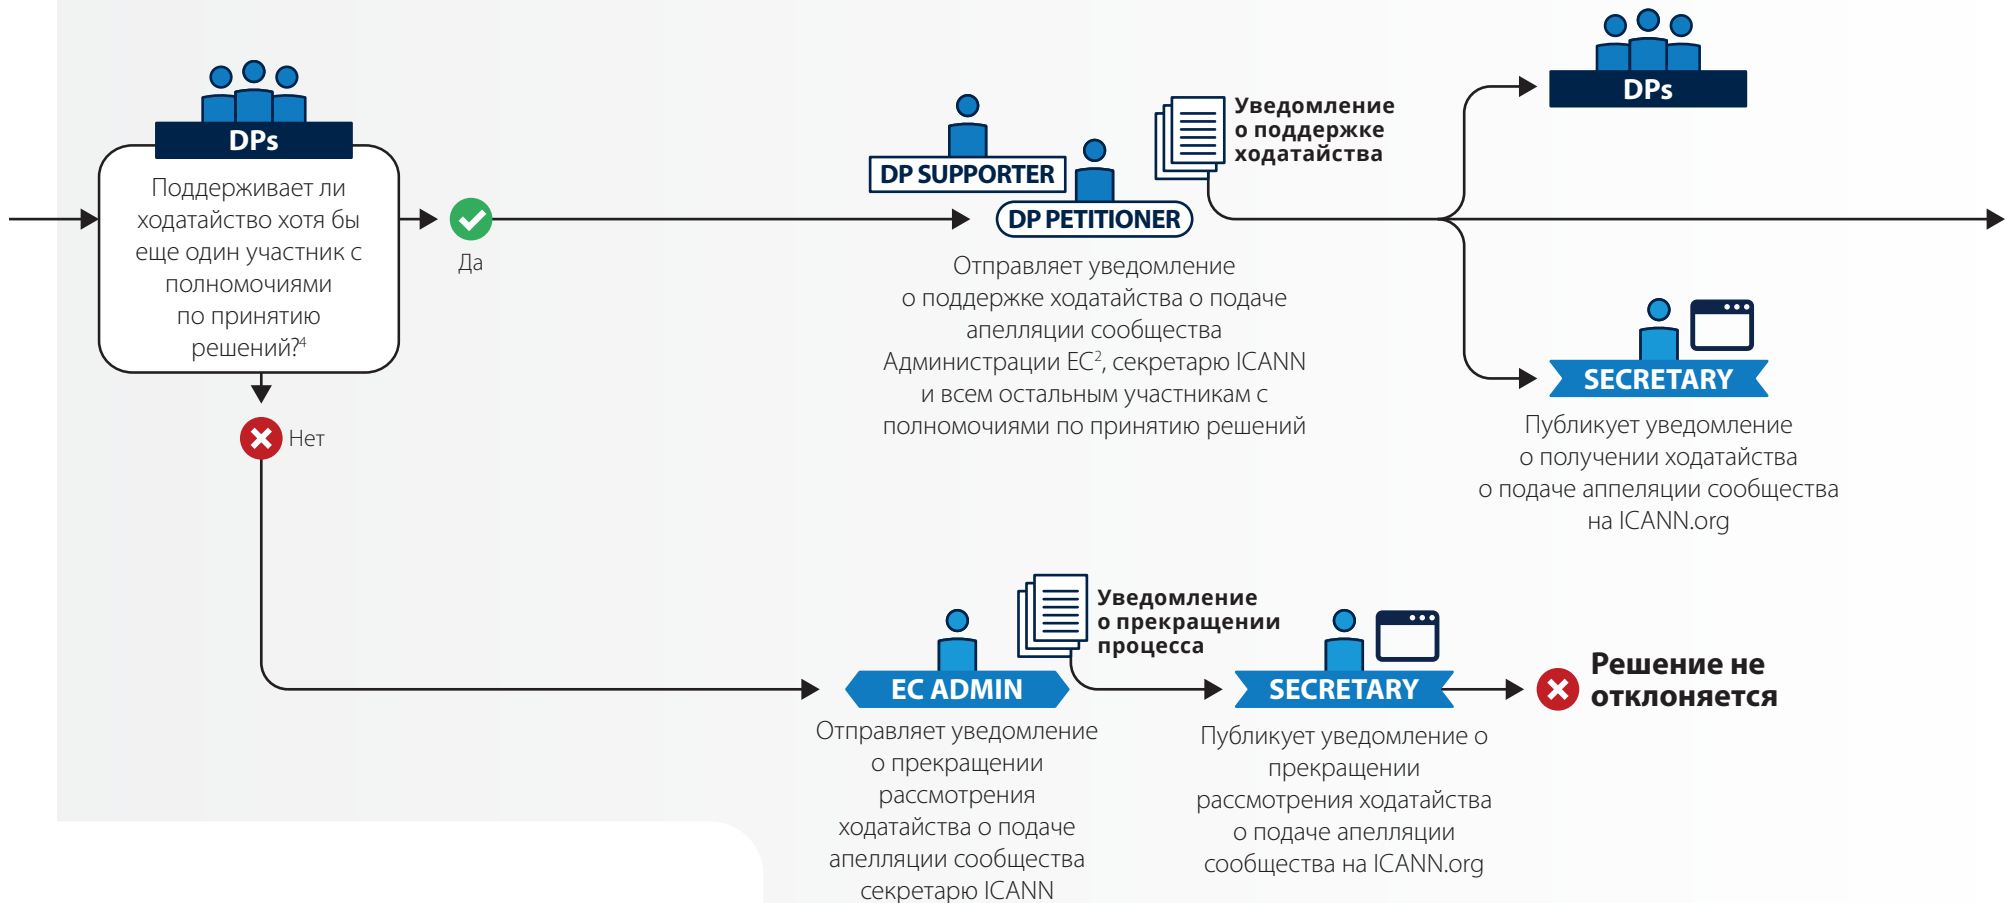 DPs
Поддерживает ли
ходатайство хотя бы
еще один участник с
полномочиями
по принятию
решений?⁴
Да
Нет
DP SUPPORTER
DP PETITIONER
Отправляет уведомление
о поддержке ходатайства о подаче
апелляции сообщества
Администрации EC², секретарю ICANN
и всем остальным участникам с
полномочиями по принятию решений
Уведомление
о поддержке
ходатайства
DPs
SECRETARY
Публикует уведомление
о получении ходатайства
о подаче аппеляции сообщества
на ICANN.org
EC ADMIN
Отправляет уведомление
о прекращении
рассмотрения
ходатайства о подаче
апелляции сообщества
секретарю ICANN
Уведомление
о прекращении
процесса
SECRETARY
Публикует уведомление о
прекращении
рассмотрения ходатайства
о подаче апелляции
сообщества на ICANN.org
Решение не
отклоняется